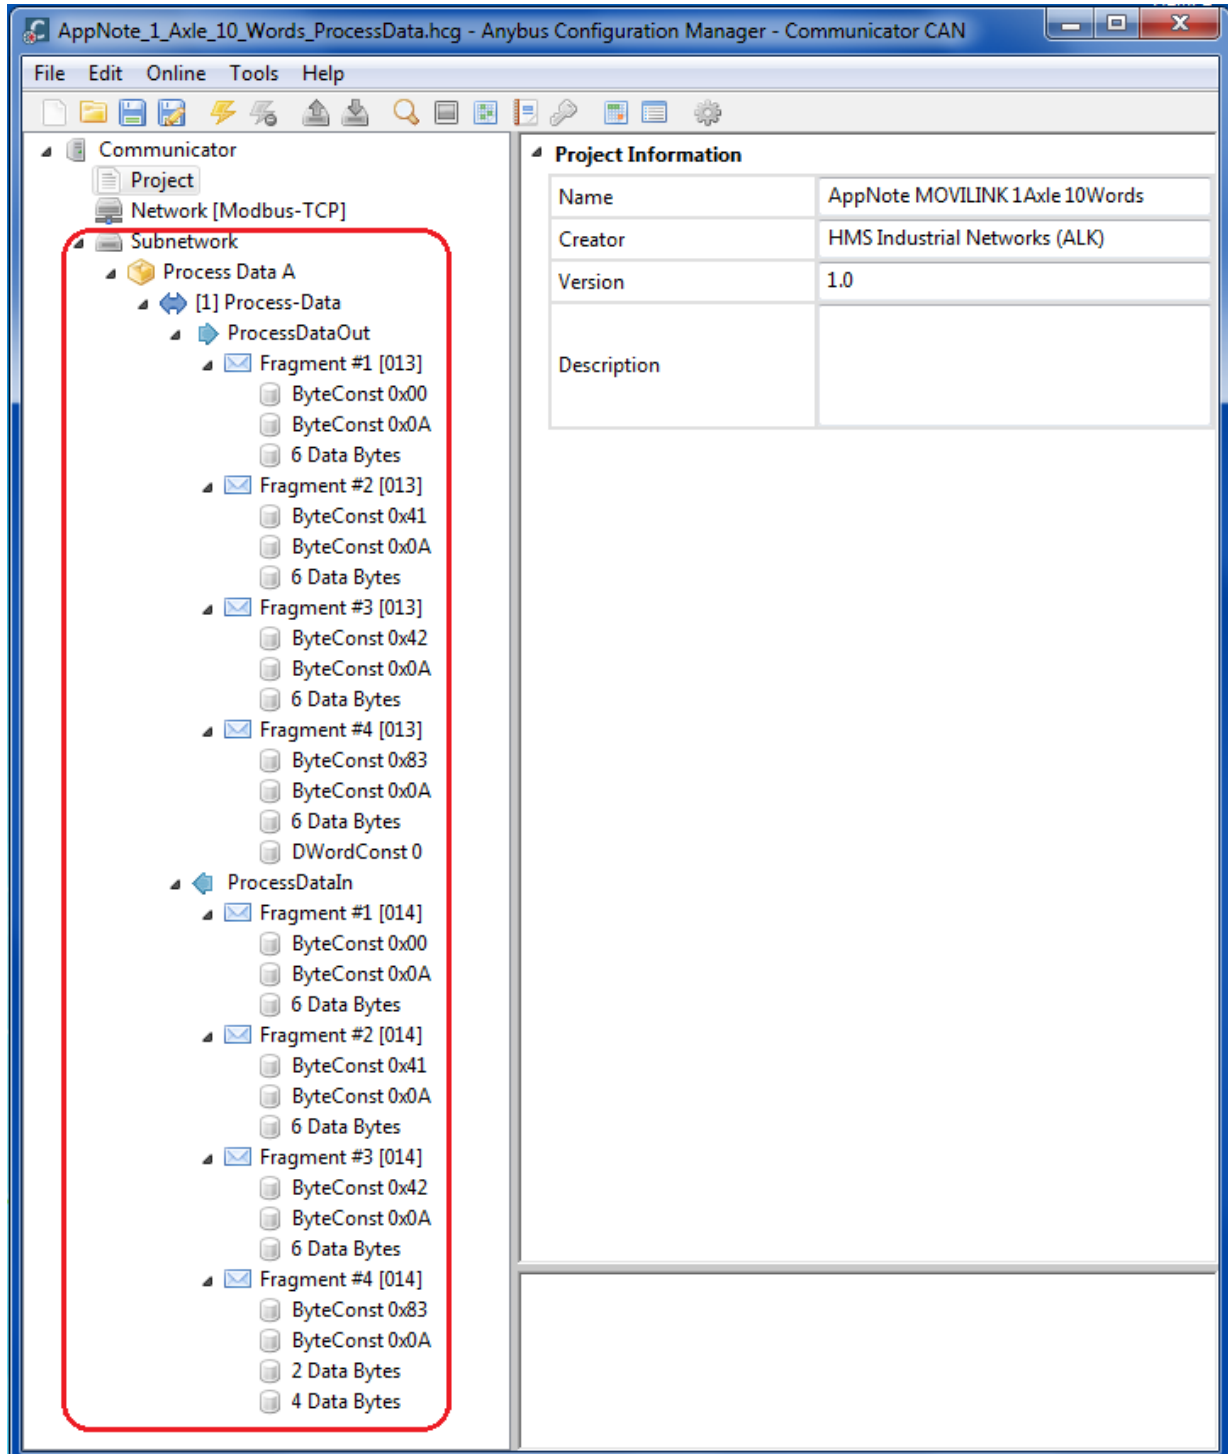 AppNote_1_Axle_10_Words_ProcessData.hcg - Anybus Configuration Manager - Communicator CAN
File Edit Online Tools Help
Communicator
Project
Network [Modbus-TCP]
Subnetwork
Process Data A
[1] Process-Data
ProcessDataOut
Fragment #1 [013]
ByteConst 0x00
ByteConst 0x0A
6 Data Bytes
Fragment #2 [013]
ByteConst 0x41
ByteConst 0x0A
6 Data Bytes
Fragment #3 [013]
ByteConst 0x42
ByteConst 0x0A
6 Data Bytes
Fragment #4 [013]
ByteConst 0x83
ByteConst 0x0A
6 Data Bytes
DWordConst 0
ProcessDataIn
Fragment #1 [014]
ByteConst 0x00
ByteConst 0x0A
6 Data Bytes
Fragment #2 [014]
ByteConst 0x41
ByteConst 0x0A
6 Data Bytes
Fragment #3 [014]
ByteConst 0x42
ByteConst 0x0A
6 Data Bytes
Fragment #4 [014]
ByteConst 0x83
ByteConst 0x0A
2 Data Bytes
4 Data Bytes
Project Information
Name AppNote MOVILINK 1Axle 10Words
Creator HMS Industrial Networks (ALK)
Version 1.0
Description